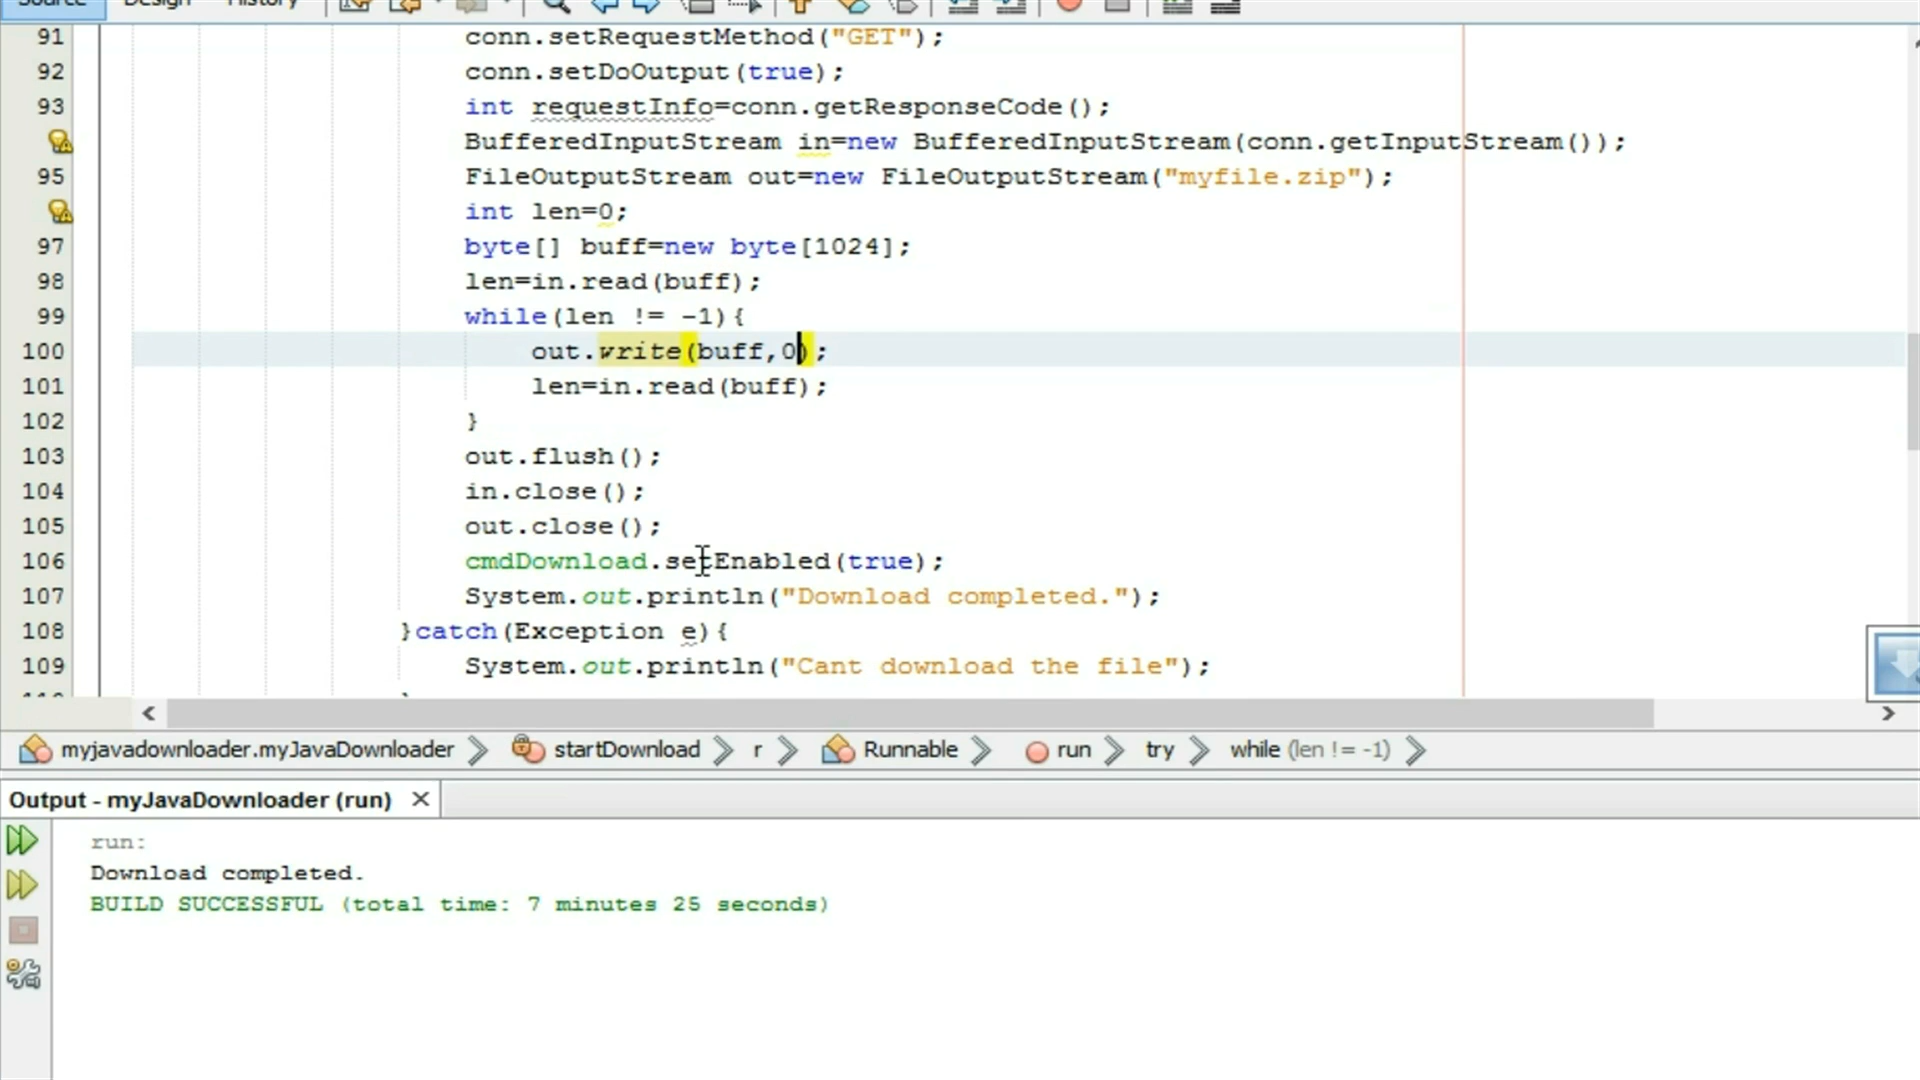 Source Design History
91 conn.setRequestMethod("GET");
92 conn.setDoOutput(true);
93 int requestInfo=conn.getResponseCode();
BufferedInputStream in=new BufferedInputStream(conn.getInputStream());
95 FileOutputStream out=new FileOutputStream("myfile.zip");
int len=0;
97 byte[] buff=new byte[1024];
98 len=in.read(buff);
99 while(len != -1){
100 out.write(buff,0);
101 len=in.read(buff);
102 }
103 out.flush();
104 in.close();
105 out.close();
106 cmdDownload.setEnabled(true);
107 System.out.println("Download completed.");
108 }catch(Exception e){
109 System.out.println("Cant download the file");
myjavadownloader.myJavaDownloader startDownload r Runnable run try while (len != -1)
Output - myJavaDownloader (run)
run:
Download completed.
BUILD SUCCESSFUL (total time: 7 minutes 25 seconds)